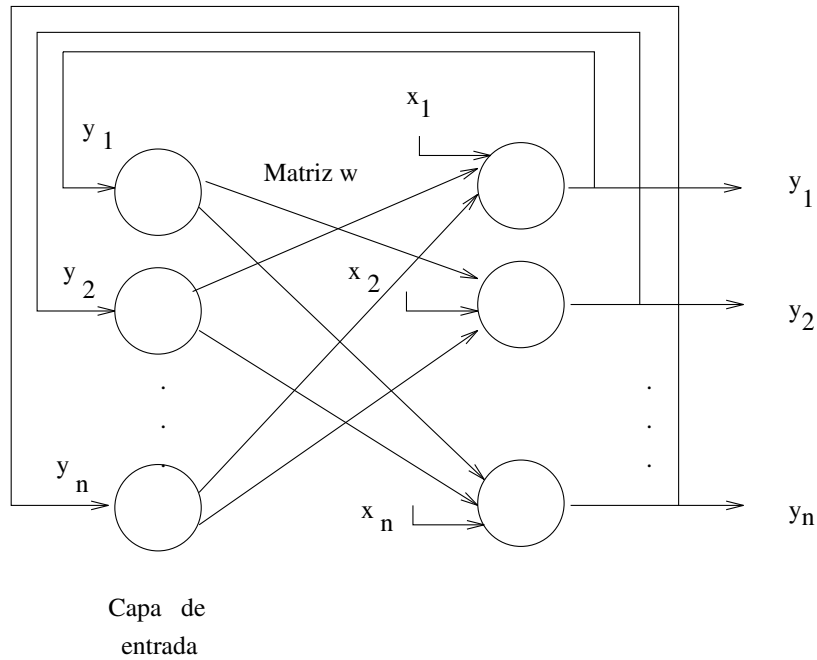 x1
y1
Matriz w
y1
x2
y2
y2
.
.
.
.
.
.
yn
xn
yn
Capa de
entrada